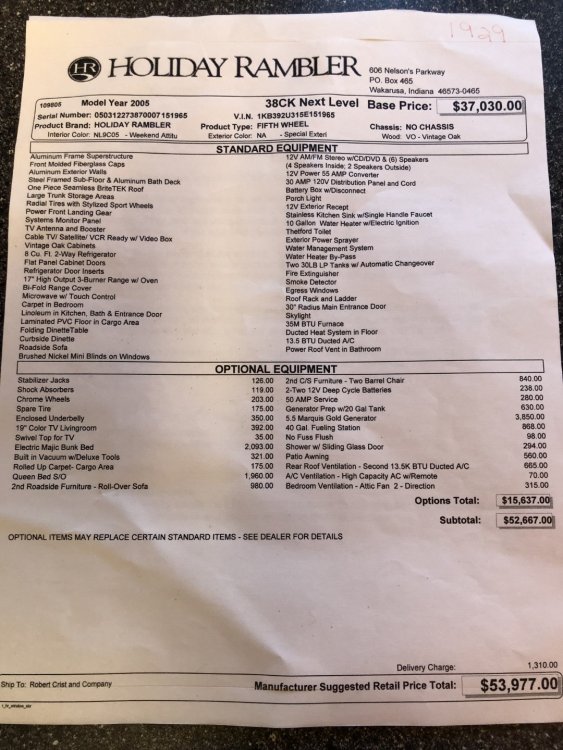 1929
HR HOLIDAY RAMBLER
606 Nelson's Parkway
PO. Box 465
Wakarusa, Indiana 46573-0465
109805 Model Year 2005 38CK Next Level Base Price: $37,030.00
Serial Number: 050312273870007151965 V.I.N. 1KB392U315E151965
Product Brand: HOLIDAY RAMBLER Product Type: FIFTH WHEEL Chassis: NO CHASSIS
Interior Color: NL9C05 - Weekend Attitu Exterior Color: NA - Special Exteri Wood: VO - Vintage Oak
STANDARD EQUIPMENT
Aluminum Frame Superstructure
Front Molded Fiberglass Caps
Aluminum Exterior Walls
Steel Framed Sub-Floor & Aluminum Bath Deck
One Piece Seamless BriteTEK Roof
Large Trunk Storage Areas
Radial Tires with Stylized Sport Wheels
Power Front Landing Gear
Systems Monitor Panel
TV Antenna and Booster
Cable TV/ Satellite/ VCR Ready w/ Video Box
Vintage Oak Cabinets
8 Cu. Ft. 2-Way Refrigerator
Flat Panel Cabinet Doors
Refrigerator Door Inserts
17" High Output 3-Burner Range w/ Oven
Bi-Fold Range Cover
Microwave w/ Touch Control
Carpet in Bedroom
Linoleum in Kitchen, Bath & Entrance Door
Laminated PVC Floor in Cargo Area
Folding DinetteTable
Curbside Dinette
Roadside Sofa
Brushed Nickel Mini Blinds on Windows
12V AM/FM Stereo w/CD/DVD & (6) Speakers
(4 Speakers Inside; 2 Speakers Outside)
12V Power 55 AMP Converter
30 AMP 120V Distribution Panel and Cord
Battery Box w/Disconnect
Porch Light
12V Exterior Recept
Stainless Kitchen Sink w/Single Handle Faucet
10 Gallon Water Heater w/Electric Ignition
Thetford Toilet
Exterior Power Sprayer
Water Management System
Water Heater By-Pass
Two 30LB LP Tanks w/ Automatic Changeover
Fire Extinguisher
Smoke Detector
Egress Windows
Roof Rack and Ladder
30" Radius Main Entrance Door
Skylight
35M BTU Furnace
Ducted Heat System in Floor
13.5 BTU Ducted A/C
Power Roof Vent in Bathroom
OPTIONAL EQUIPMENT
Stabilizer Jacks 126.00
Shock Absorbers 119.00
Chrome Wheels 203.00
Spare Tire 175.00
Enclosed Underbelly 350.00
19" Color TV Livingroom 392.00
Swivel Top for TV 35.00
Electric Majic Bunk Bed 2,093.00
Built in Vacuum w/Deluxe Tools 321.00
Rolled Up Carpet- Cargo Area 175.00
Queen Bed S/O 1,960.00
2nd Roadside Furniture - Roll-Over Sofa 980.00
2nd C/S Furniture - Two Barrel Chair 840.00
2-Two 12V Deep Cycle Batteries 238.00
50 AMP Service 280.00
Generator Prep w/20 Gal Tank 630.00
5.5 Marquis Gold Generator 3,850.00
40 Gal. Fueling Station 868.00
No Fuss Flush 98.00
Shower w/ Sliding Glass Door 294.00
Patio Awning 560.00
Rear Roof Ventilation - Second 13.5K BTU Ducted A/C 665.00
A/C Ventilation - High Capacity AC w/Remote 70.00
Bedroom Ventilation - Attic Fan 2 - Direction 315.00
Options Total: $15,637.00
Subtotal: $52,667.00
OPTIONAL ITEMS MAY REPLACE CERTAIN STANDARD ITEMS - SEE DEALER FOR DETAILS
Delivery Charge: 1,310.00
Ship To: Robert Crist and Company Manufacturer Suggested Retail Price Total: $53,977.00